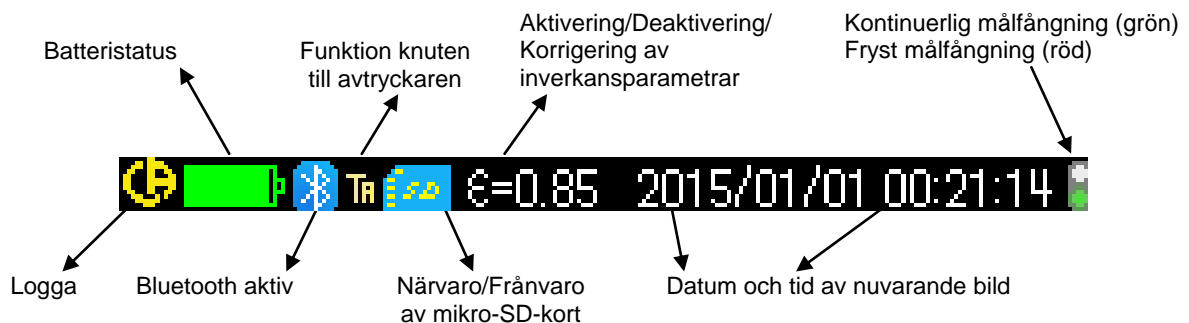 Batteristatus
Funktion knuten
till avtryckaren
Aktivering/Deaktivering/
Korrigering av
inverkansparametrar
Kontinuerlig målfångning (grön)
Fryst målfångning (röd)
TA SD ε=0.85 2015/01/01 00:21:14
Logga
Bluetooth aktiv
Närvaro/Frånvaro
av mikro-SD-kort
Datum och tid av nuvarande bild